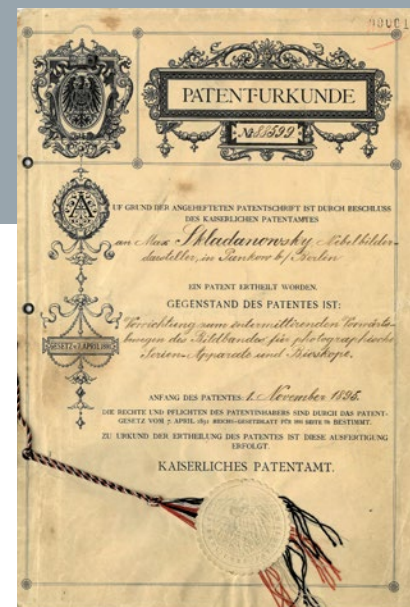 PATENT-URKUNDE
№ 88599
AUF GRUND DER ANGEHEFTETEN PATENTSCHRIFT IST DURCH BESCHLUSS
DES KAISERLICHEN PATENTAMTES
an Max Skladanowsky, Nebelbilder-
darsteller, in Pankow b/Berlin
EIN PATENT ERTHEILT WORDEN.
GEGENSTAND DES PATENTES IST:
Vorrichtung zum intermittirenden Vorwärts-
bewegen des Bildbandes für photographische
Serien-Apparate und Bioskope.
GESETZ v. 7. APRIL 1891
ANFANG DES PATENTES: 1. November 1895.
DIE RECHTE UND PFLICHTEN DES PATENTINHABERS SIND DURCH DAS PATENT-
GESETZ VOM 7. APRIL 1891 REICHS-GESETZBLATT FÜR 1891 SEITE 79 BESTIMMT.
ZU URKUND DER ERTHEILUNG DES PATENTES IST DIESE AUSFERTIGUNG
ERFOLGT.
KAISERLICHES PATENTAMT.